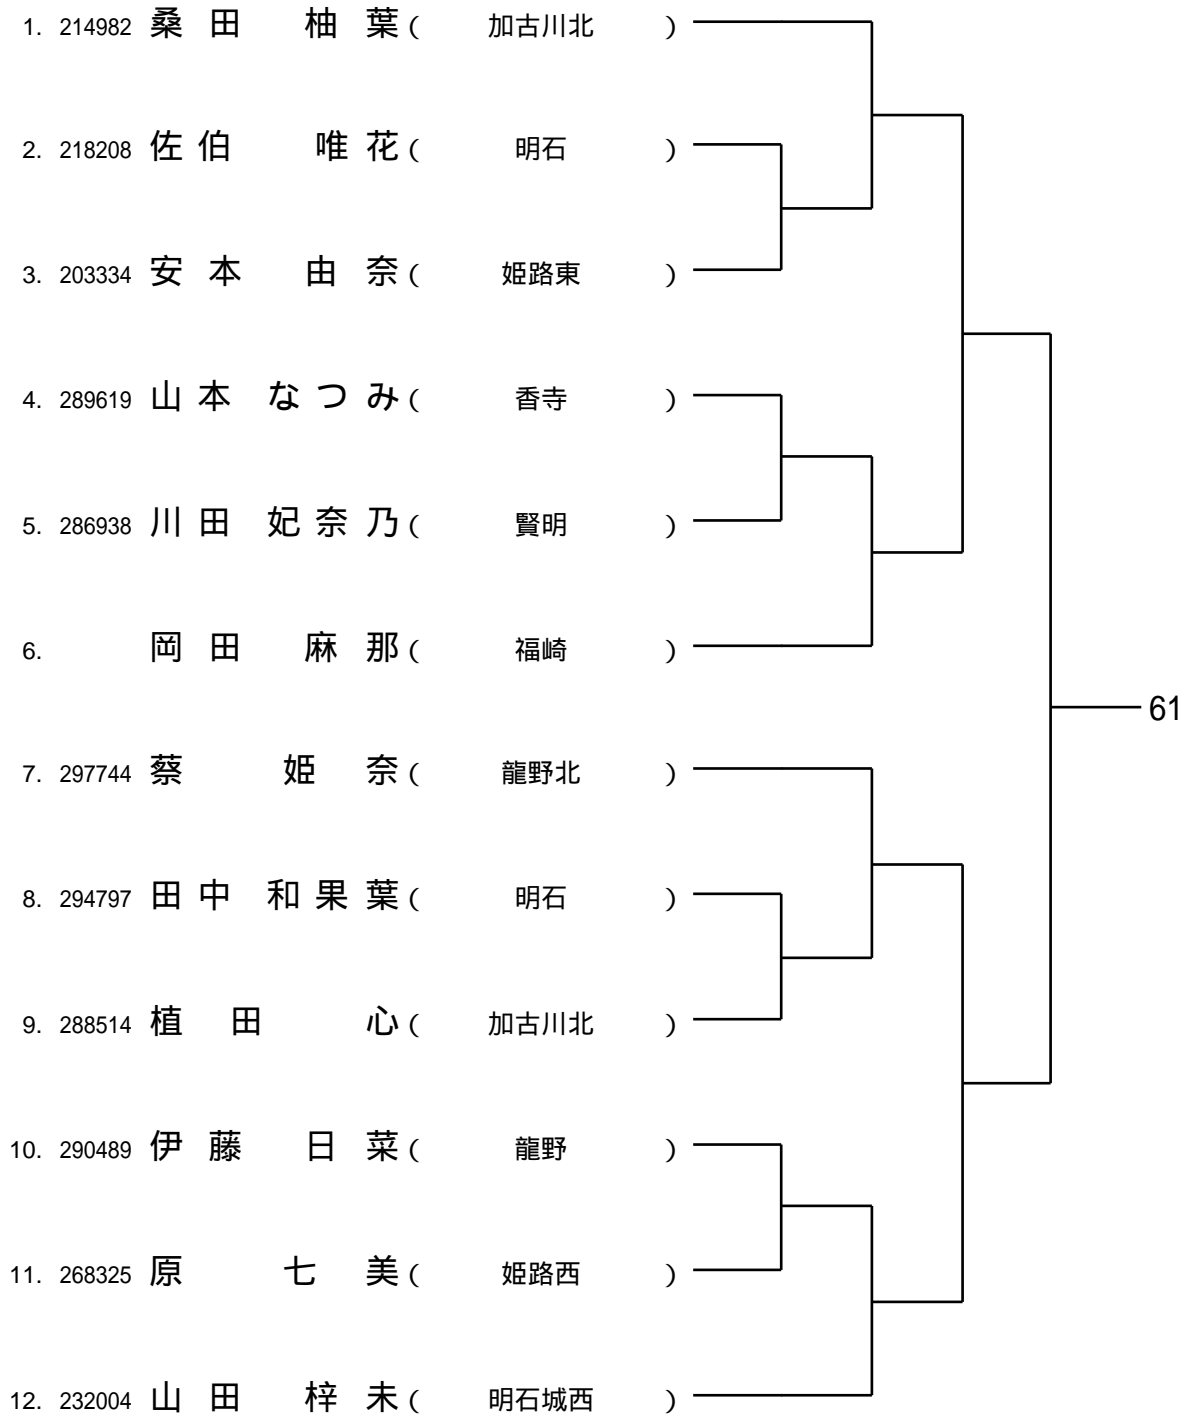 1. 214982 桑田 柚葉 ( 加古川北 )
2. 218208 佐伯 唯花 ( 明石 )
3. 203334 安本 由奈 ( 姫路東 )
4. 289619 山本 なつみ ( 香寺 )
5. 286938 川田 妃奈乃 ( 賢明 )
6. 岡田 麻那 ( 福崎 )
61
7. 297744 蔡 姫奈 ( 龍野北 )
8. 294797 田中 和果葉 ( 明石 )
9. 288514 植田 心 ( 加古川北 )
10. 290489 伊藤 日菜 ( 龍野 )
11. 268325 原 七美 ( 姫路西 )
12. 232004 山田 梓未 ( 明石城西 )